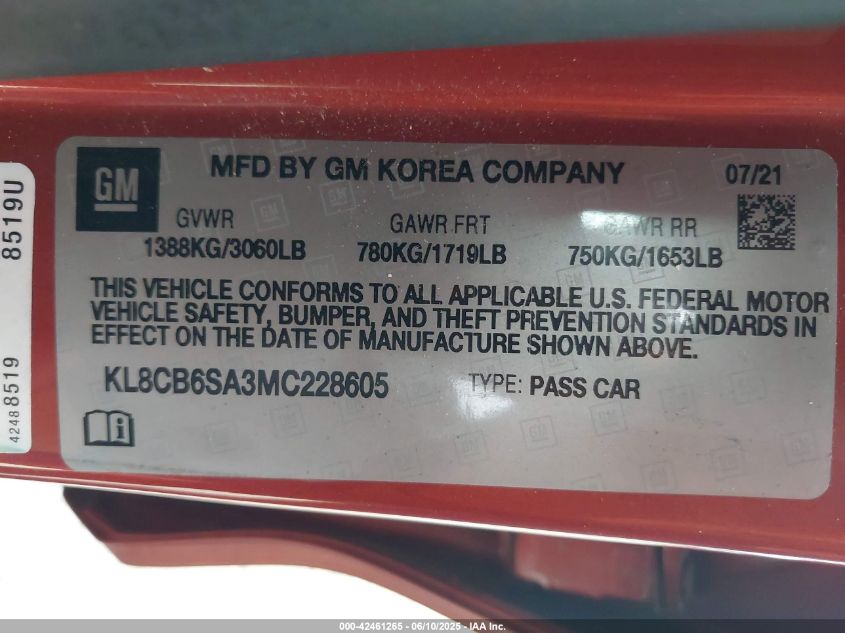 GM
MFD BY GM KOREA COMPANY
07/21
GVWR
GAWR FRT
GAWR RR
1388KG/3060LB
780KG/1719LB
750KG/1653LB
THIS VEHICLE CONFORMS TO ALL APPLICABLE U.S. FEDERAL MOTOR
VEHICLE SAFETY, BUMPER, AND THEFT PREVENTION STANDARDS IN
EFFECT ON THE DATE OF MANUFACTURE SHOWN ABOVE.
KL8CB6SA3MC228605
TYPE: PASS CAR
8519U
42488519
000-42461265 - 06/10/2025 - IAA Inc.